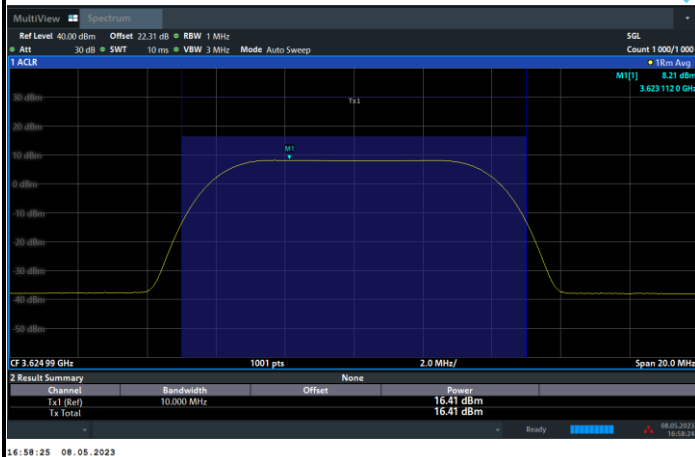 MultiView Spectrum
Ref Level 40.00 dBm Offset 22.31 dB RBW 1 MHz SGL
Att 30 dB SWT 10 ms VBW 3 MHz Mode Auto Sweep Count 1 000/1 000
1 ACLR 1Rm Avg
M1[1] 8.21 dBm
3.623 112 0 GHz
30 dBm
Tx1
20 dBm
10 dBm
M1
0 dBm
-10 dBm
-20 dBm
-30 dBm
-40 dBm
-50 dBm
CF 3.624 99 GHz 1001 pts 2.0 MHz/ Span 20.0 MHz
2 Result Summary None
Channel Bandwidth Offset Power
Tx1 (Ref) 10.000 MHz 16.41 dBm
Tx Total 16.41 dBm
Ready 08.05.2023
16:58:24
16:58:25 08.05.2023